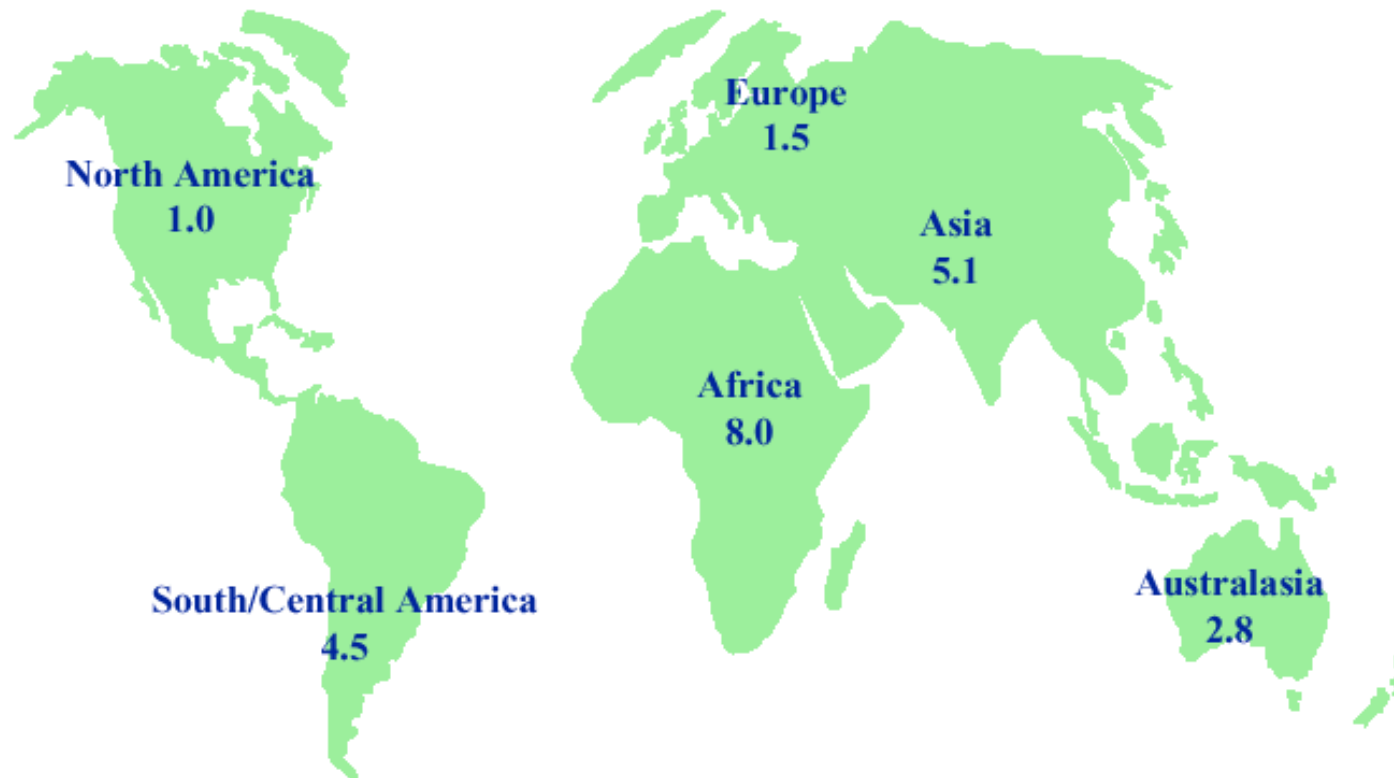 Europe
1.5
North America
1.0
Asia
5.1
Africa
8.0
South/Central America
4.5
Australasia
2.8